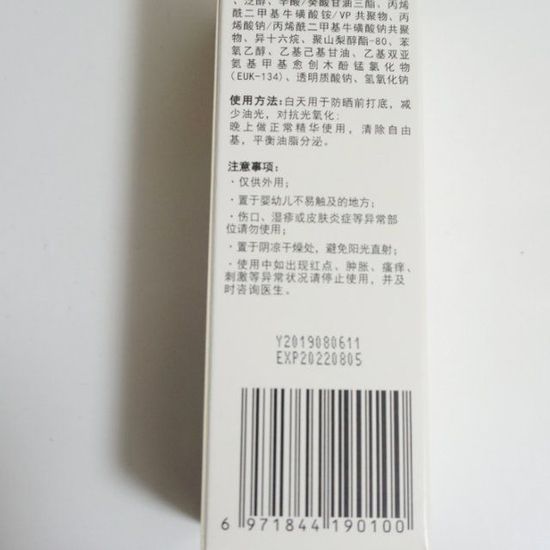 、泛醇、辛酸/癸酸甘油三酯、丙烯
酰二甲基牛磺酸铵/VP 共聚物、丙
烯酸钠/丙烯酰二甲基牛磺酸钠共聚
物、异十六烷、聚山梨醇酯-80、苯
氧乙醇、乙基己基甘油、乙基双亚
氨基甲基愈创木酚锰氯化物
(EUK-134)、透明质酸钠、氢氧化钠
使用方法：白天用于防晒前打底，减
少油光，对抗光氧化；
晚上做正常精华使用，清除自由
基，平衡油脂分泌。
注意事项：
·仅供外用；
·置于婴幼儿不易触及的地方；
·伤口、湿疹或皮肤炎症等异常部
位请勿使用；
·置于阴凉干燥处，避免阳光直射；
·使用中如出现红点、肿胀、瘙痒、
刺激等异常状况请停止使用，并及
时咨询医生。
Y2019080611
EXP20220805
6 971844 190100